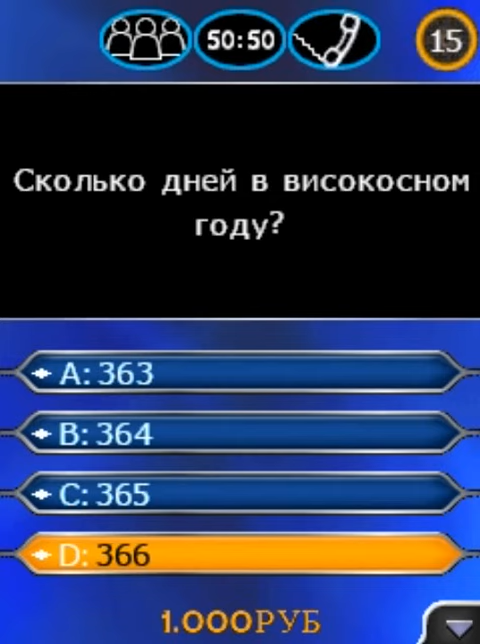 50:50
15
Сколько дней в високосном
году?
A: 363
B: 364
C: 365
D: 366
1.000РУБ